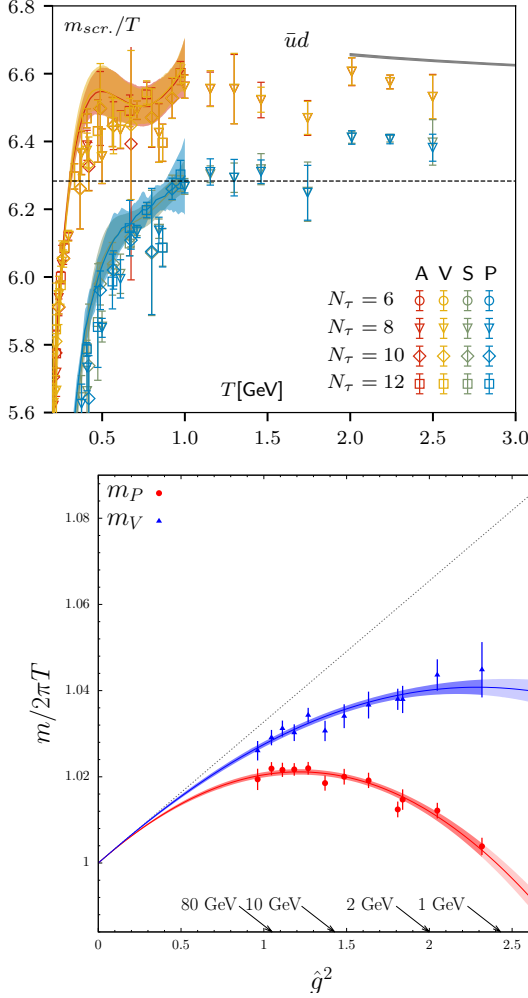 m_{scr.}/T
ūd
6.6
6.4
6.2
6.0
5.8
5.6
A V S P
N_τ = 6
N_τ = 8
N_τ = 10
N_τ = 12
T[GeV]
0.5 1.0 1.5 2.0 2.5 3.0
m_P
m_V
1.08
1.06
1.04
1.02
1
m/2πT
80 GeV 10 GeV 2 GeV 1 GeV
0 0.5 1 1.5 2 2.5
ĝ²